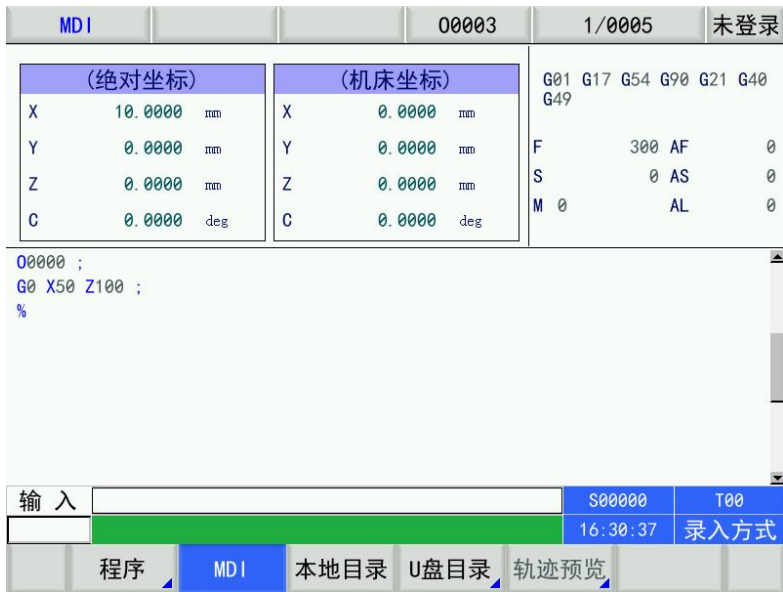 MDI O0003 1/0005 未登录
(绝对坐标) (机床坐标)
X 10.0000 mm X 0.0000 mm
Y 0.0000 mm Y 0.0000 mm
Z 0.0000 mm Z 0.0000 mm
C 0.0000 deg C 0.0000 deg
G01 G17 G54 G90 G21 G40
G49
F 300 AF 0
S 0 AS 0
M 0 AL 0
O0000 ;
G0 X50 Z100 ;
%
输入 S00000 T00
16:30:37 录入方式
程序 MDI 本地目录 U盘目录 轨迹预览